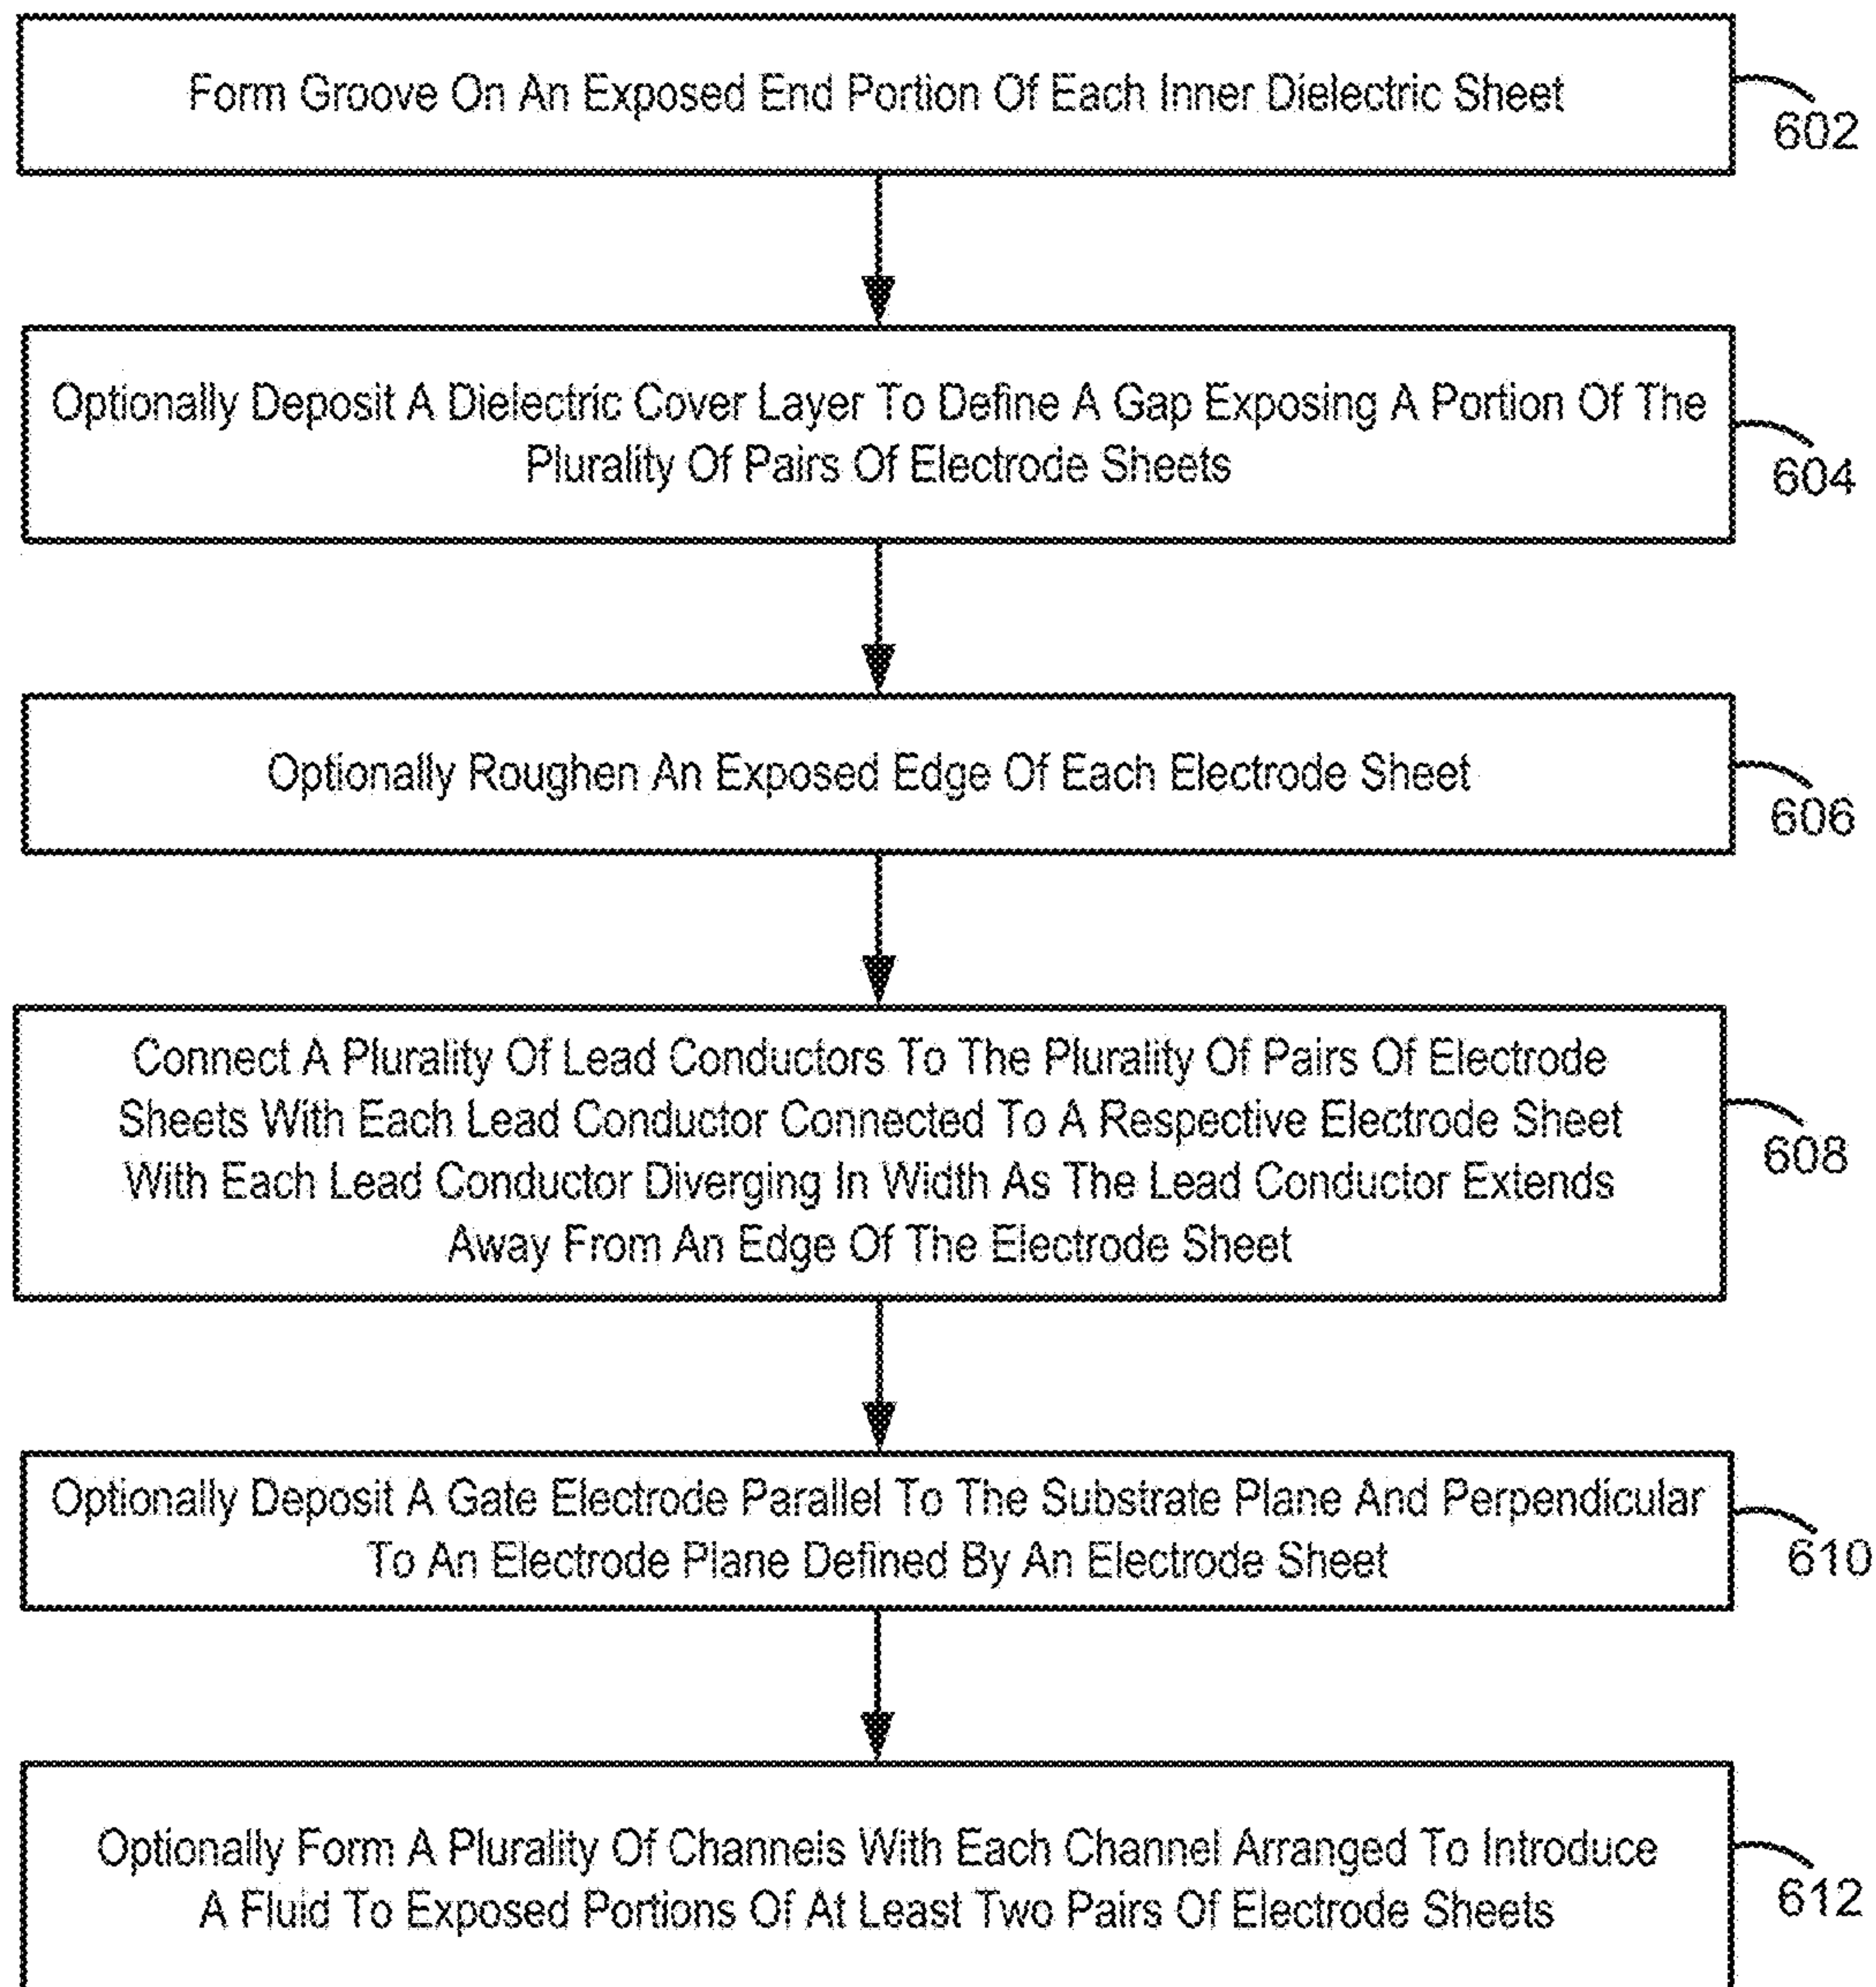 Form Groove On An Exposed End Portion Of Each Inner Dielectric Sheet
602
Optionally Deposit A Dielectric Cover Layer To Define A Gap Exposing A Portion Of The
Plurality Of Pairs Of Electrode Sheets
604
Optionally Roughen An Exposed Edge Of Each Electrode Sheet
606
Connect A Plurality Of Lead Conductors To The Plurality Of Pairs Of Electrode
Sheets With Each Lead Conductor Connected To A Respective Electrode Sheet
With Each Lead Conductor Diverging In Width As The Lead Conductor Extends
Away From An Edge Of The Electrode Sheet
608
Optionally Deposit A Gate Electrode Parallel To The Substrate Plane And Perpendicular
To An Electrode Plane Defined By An Electrode Sheet
610
Optionally Form A Plurality Of Channels With Each Channel Arranged To Introduce
A Fluid To Exposed Portions Of At Least Two Pairs Of Electrode Sheets
612